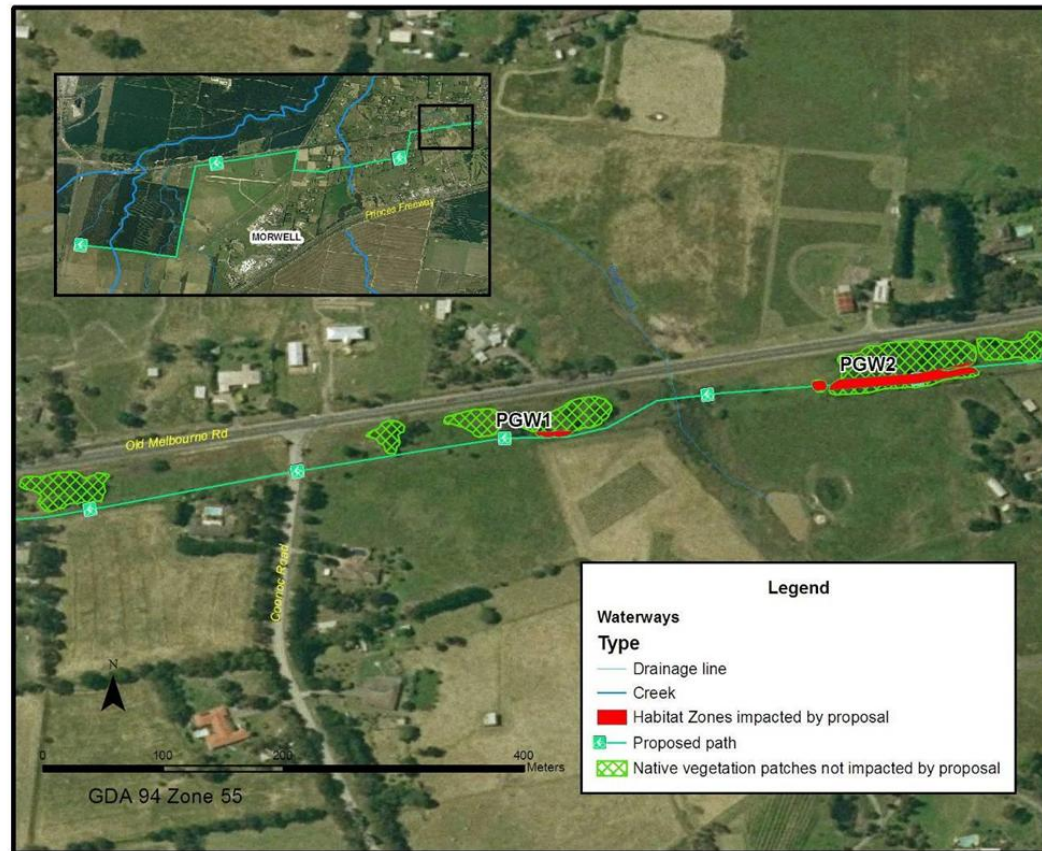 MORWELL
Princes Freeway
PGW2
PGW1
Old Melbourne Rd
Legend
Waterways
Type
Drainage line
Creek
Habitat Zones impacted by proposal
Proposed path
Native vegetation patches not impacted by proposal
N
0 100 200 400
Meters
GDA 94 Zone 55